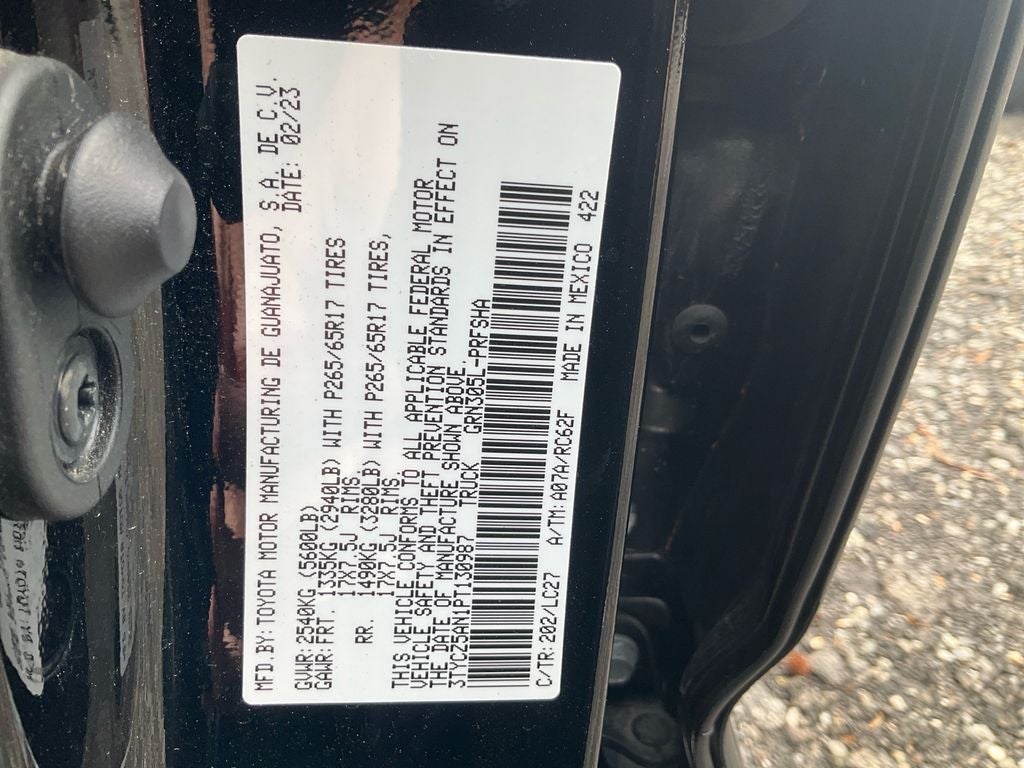 MFD.BY:TOYOTA MOTOR MANUFACTURING DE GUANAJUATO, S.A. DE C.V.
DATE: 02/23
GVWR:2540KG(5600LB)
GAWR:FRT. 1335KG(2940LB) WITH P265/65R17 TIRES
17X7.5J RIMS,
RR. 1490KG(3280LB) WITH P265/65R17 TIRES,
17X7.5J RIMS
THIS VEHICLE CONFORMS TO ALL APPLICABLE FEDERAL MOTOR
VEHICLE SAFETY AND THEFT PREVENTION STANDARDS IN EFFECT ON
THE DATE OF MANUFACTURE SHOWN ABOVE.
3TYCZ5AN1PT130987 TRUCK GRN305L-PRFSHA
C/TR:202/LC27 A/TM:A07A/RC62F MADE IN MEXICO 422